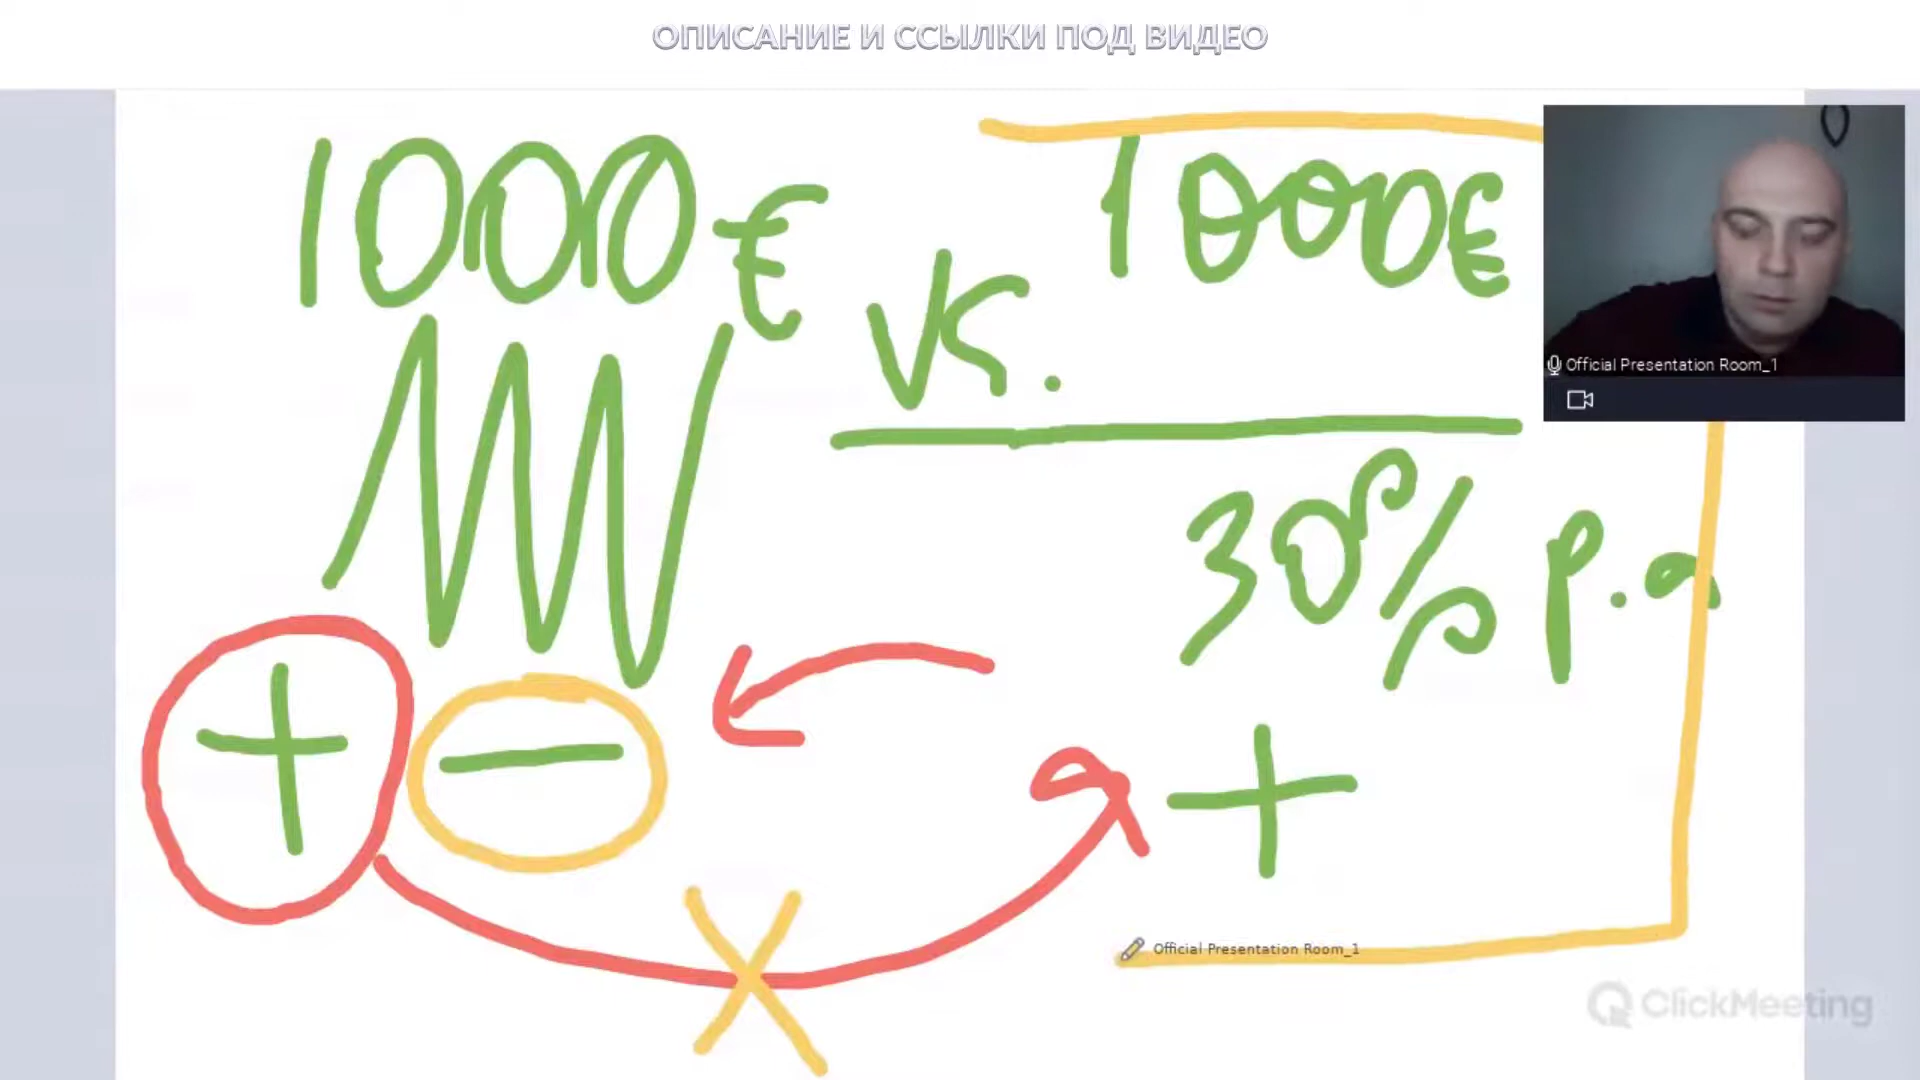 ОПИСАНИЕ И ССЫЛКИ ПОД ВИДЕО
1000€
vs.
1000€
30% p.a
+ −
+
Official Presentation Room_1
Official Presentation Room_1
ClickMeeting